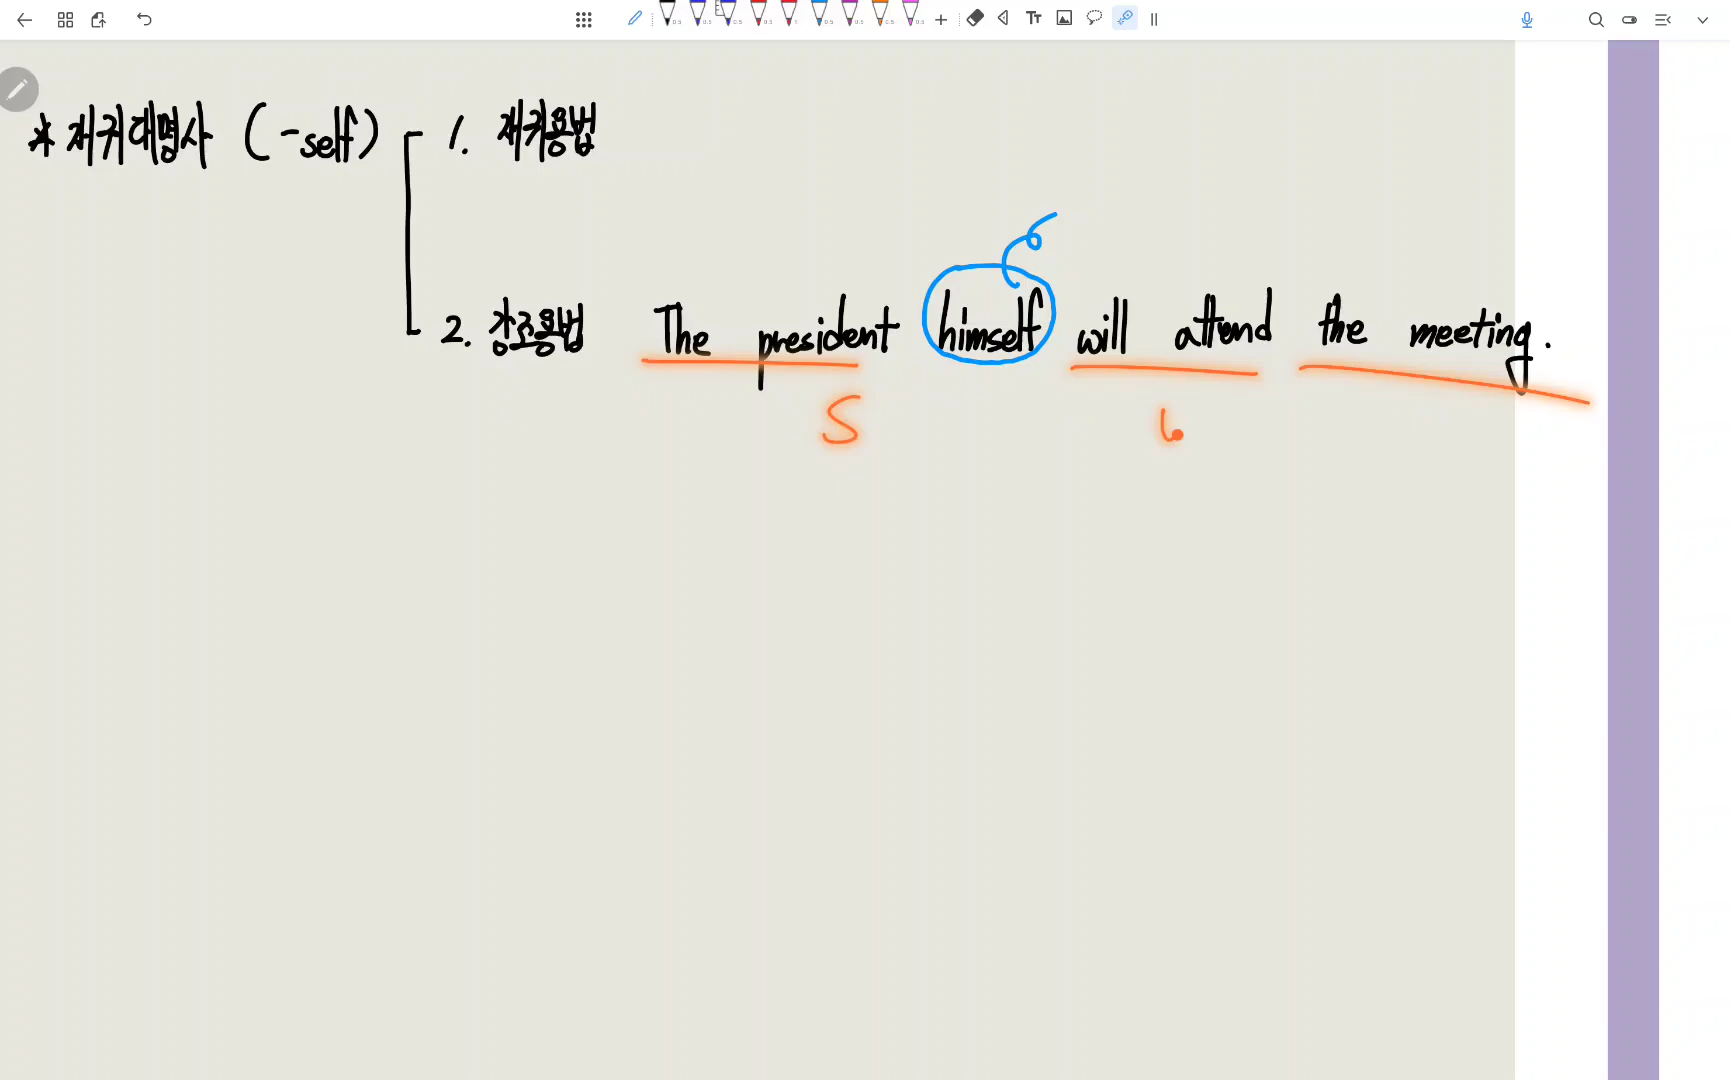 * 재귀대명사 (-self) 1. 재귀용법
2. 강조용법 The president himself will attend the meeting.
S